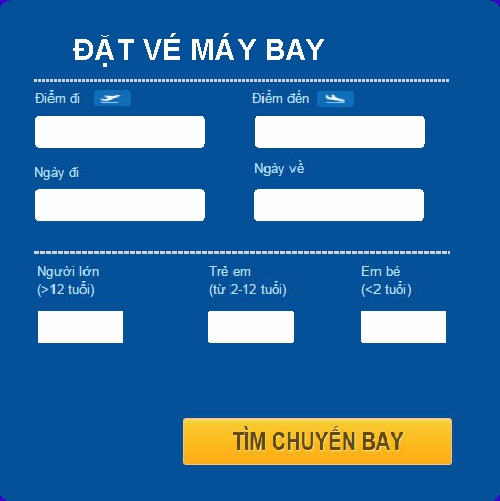 ĐẶT VÉ MÁY BAY
Điểm đi
Điểm đến
Ngày đi
Ngày về
Người lớn
(>12 tuổi)
Trẻ em
(từ 2-12 tuổi)
Em bé
(<2 tuổi)
TÌM CHUYẾN BAY